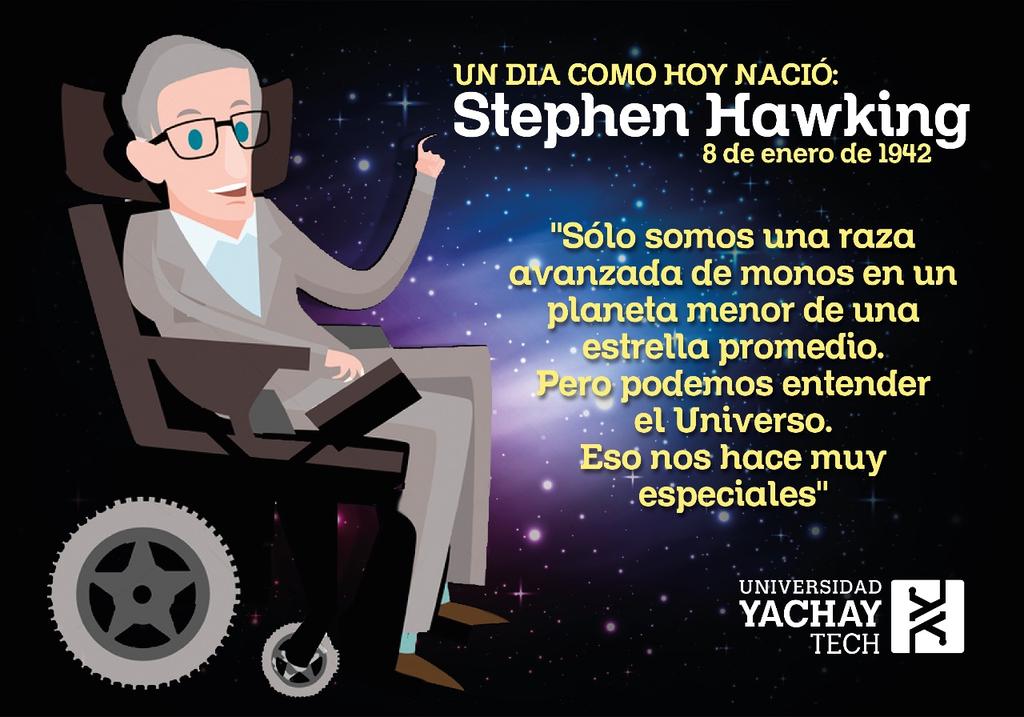 UN DIA COMO HOY NACIÓ:
Stephen Hawking
8 de enero de 1942
"Sólo somos una raza
avanzada de monos en un
planeta menor de una
estrella promedio.
Pero podemos entender
el Universo.
Eso nos hace muy
especiales"
UNIVERSIDAD
YACHAY
TECH